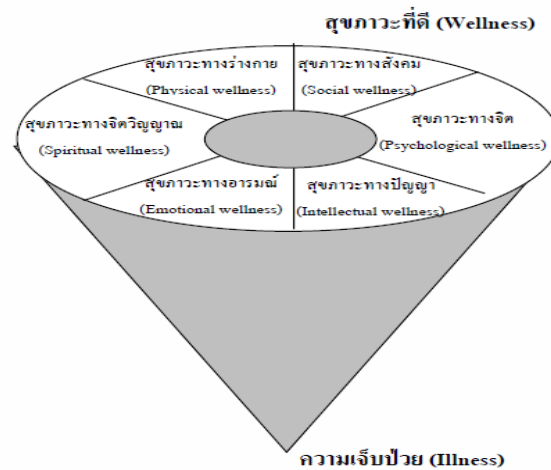 สุขภาวะที่ดี (Wellness)
สุขภาวะทางร่างกาย
(Physical wellness)
สุขภาวะทางสังคม
(Social wellness)
สุขภาวะทางจิตวิญญาณ
(Spiritual wellness)
สุขภาวะทางจิต
(Psychological wellness)
สุขภาวะทางอารมณ์
(Emotional wellness)
สุขภาวะทางปัญญา
(Intellectual wellness)
ความเจ็บป่วย (Illness)